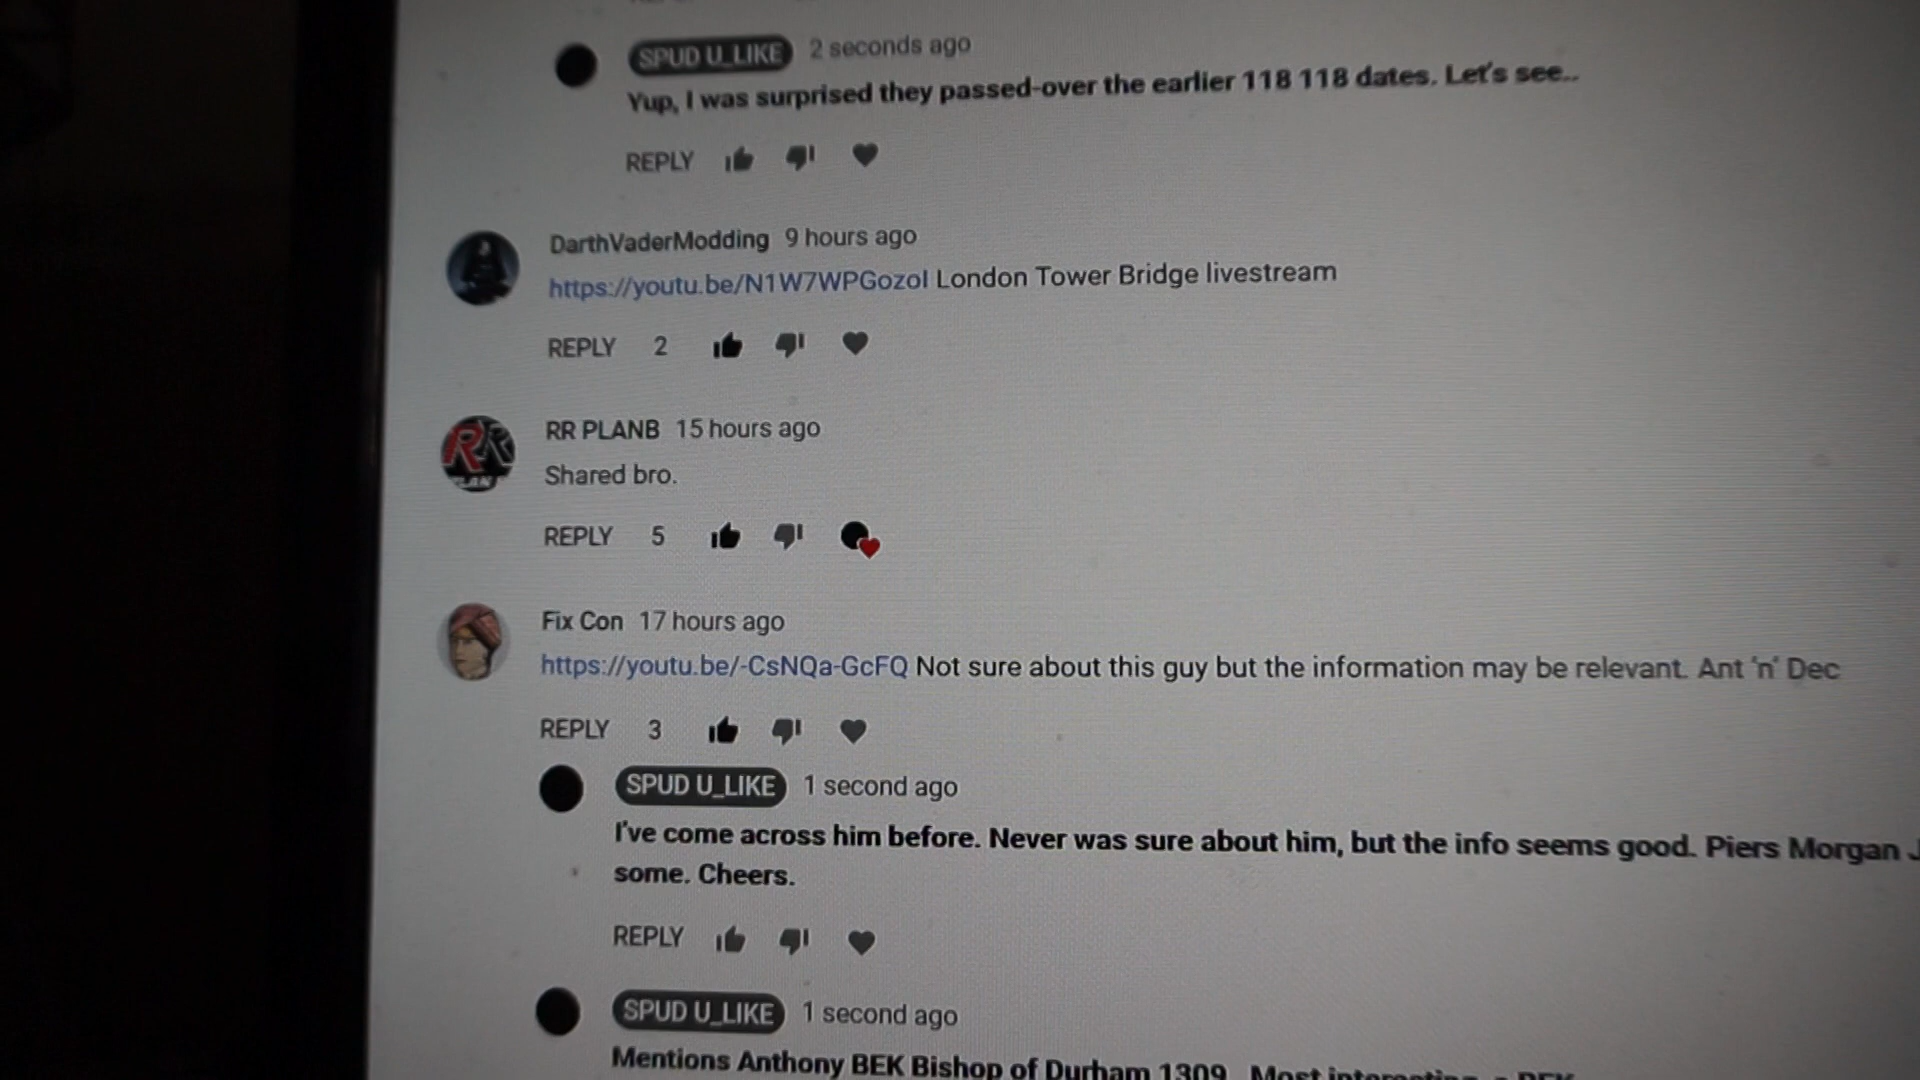 SPUD U_LIKE 2 seconds ago
Yup, I was surprised they passed-over the earlier 118 118 dates. Let's see..
REPLY
DarthVaderModding 9 hours ago
https://youtu.be/N1W7WPGozoI London Tower Bridge livestream
REPLY 2
RR PLANB 15 hours ago
Shared bro.
REPLY 5
Fix Con 17 hours ago
https://youtu.be/-CsNQa-GcFQ Not sure about this guy but the information may be relevant. Ant 'n' Dec
REPLY 3
SPUD U_LIKE 1 second ago
I've come across him before. Never was sure about him, but the info seems good. Piers Morgan J
some. Cheers.
REPLY
SPUD U_LIKE 1 second ago
Mentions Anthony BEK Bishop of Durham 1309. Most interesting